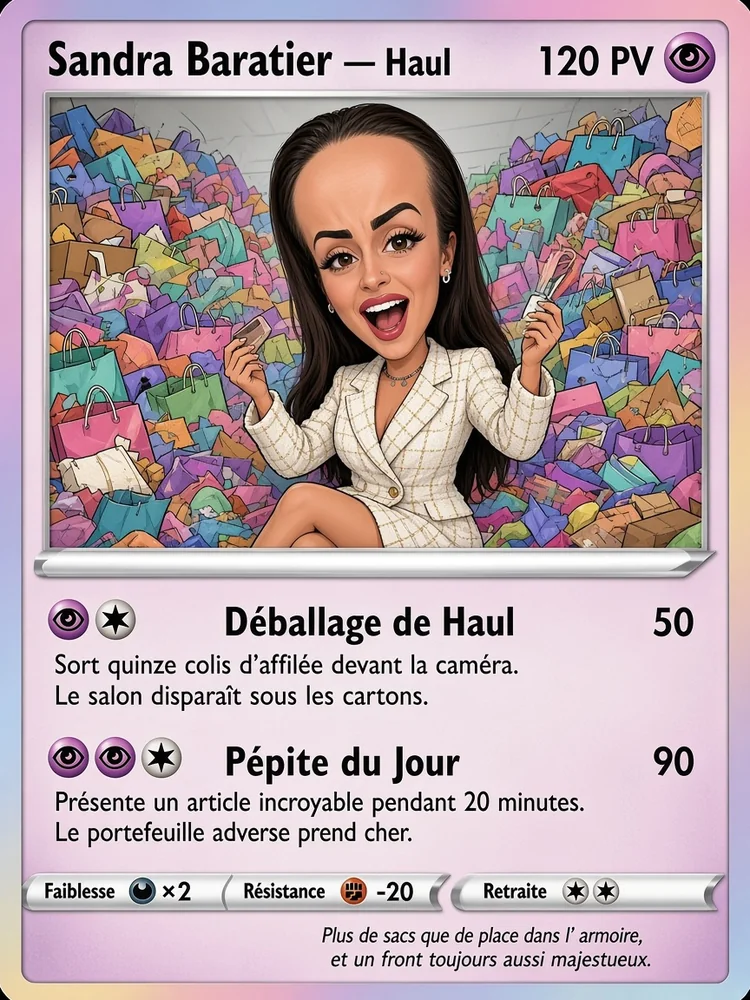 Sandra Baratier — Haul 120 PV
Déballage de Haul 50
Sort quinze colis d’affilée devant la caméra.
Le salon disparaît sous les cartons.
Pépite du Jour 90
Présente un article incroyable pendant 20 minutes.
Le portefeuille adverse prend cher.
Faiblesse ×2 Résistance -20 Retraite
Plus de sacs que de place dans l’ armoire,
et un front toujours aussi majestueux.